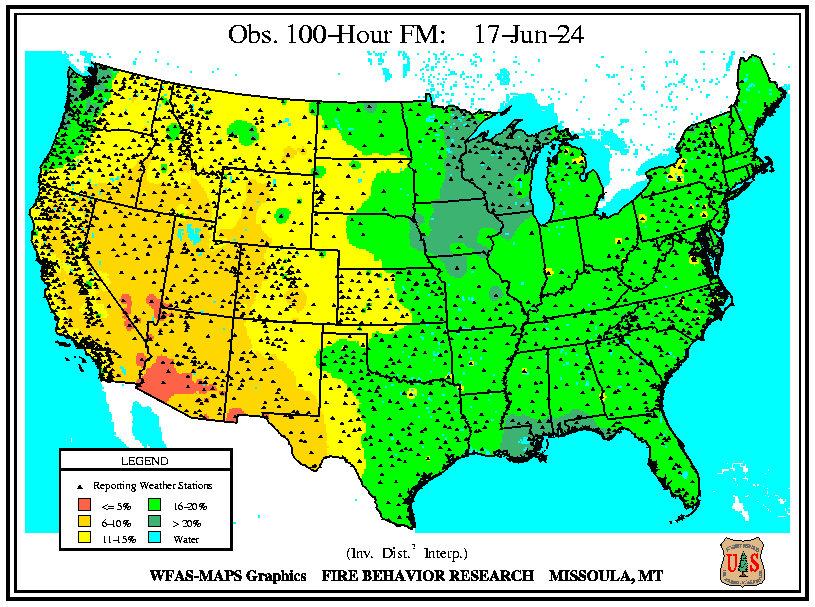 Obs. 100-Hour FM: 17-Jun-24
LEGEND
Reporting Weather Stations
<= 5% 16-20%
6-10% > 20%
11-15% Water
(Inv. Dist.² Interp.)
WFAS-MAPS Graphics FIRE BEHAVIOR RESEARCH MISSOULA, MT
U S